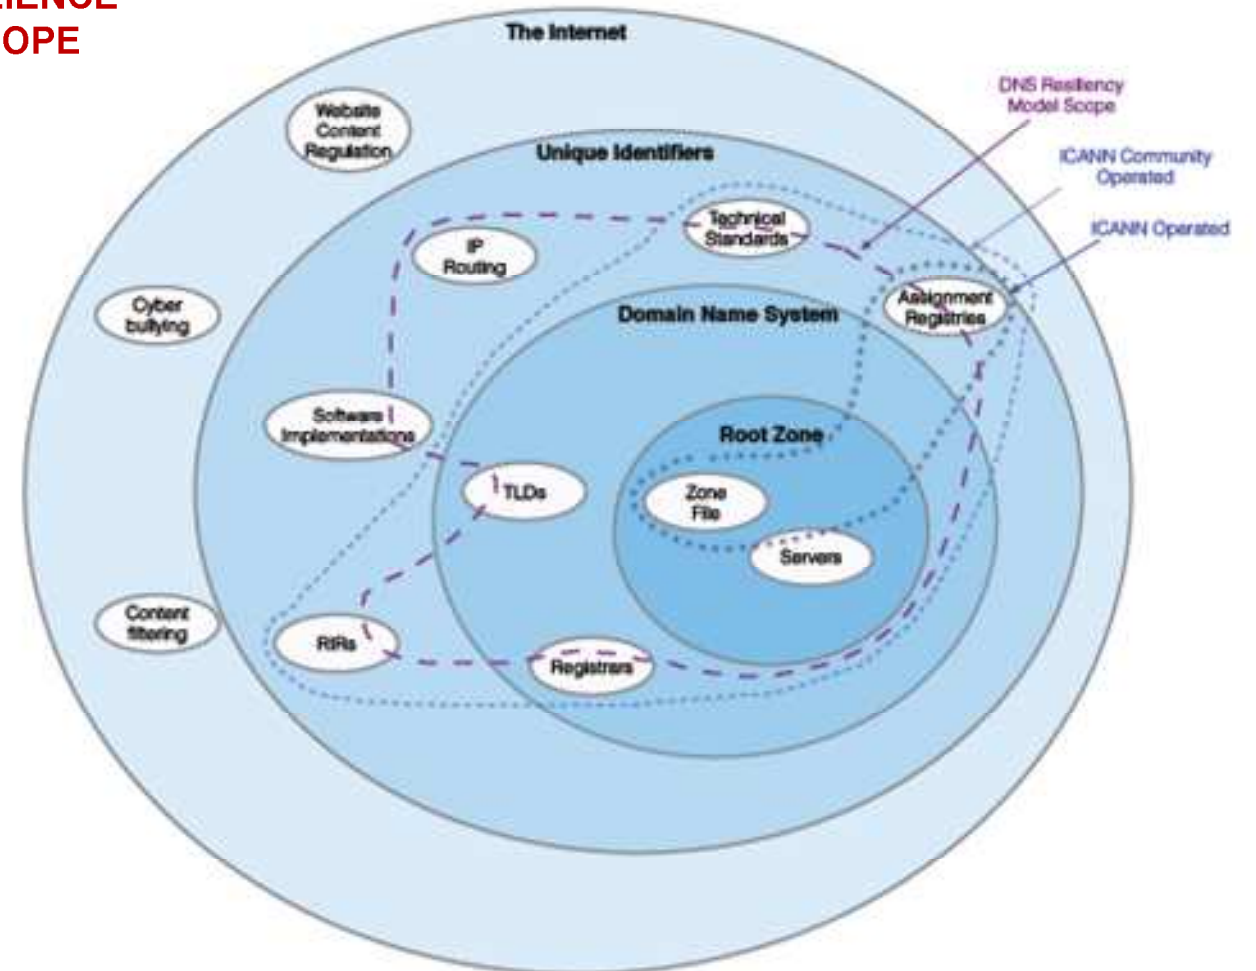 LIENCE
OPE
The Internet
Website
Content
Regulation
DNS Resiliency
Model Scope
Unique Identifiers
ICANN Community
Operated
Technical
Standards
ICANN Operated
IP
Routing
Assignment
Registries
Cyber
bullying
Domain Name System
Software
Implementations
Root Zone
TLDs
Zone
File
Servers
Content
filtering
RIRs
Registrars